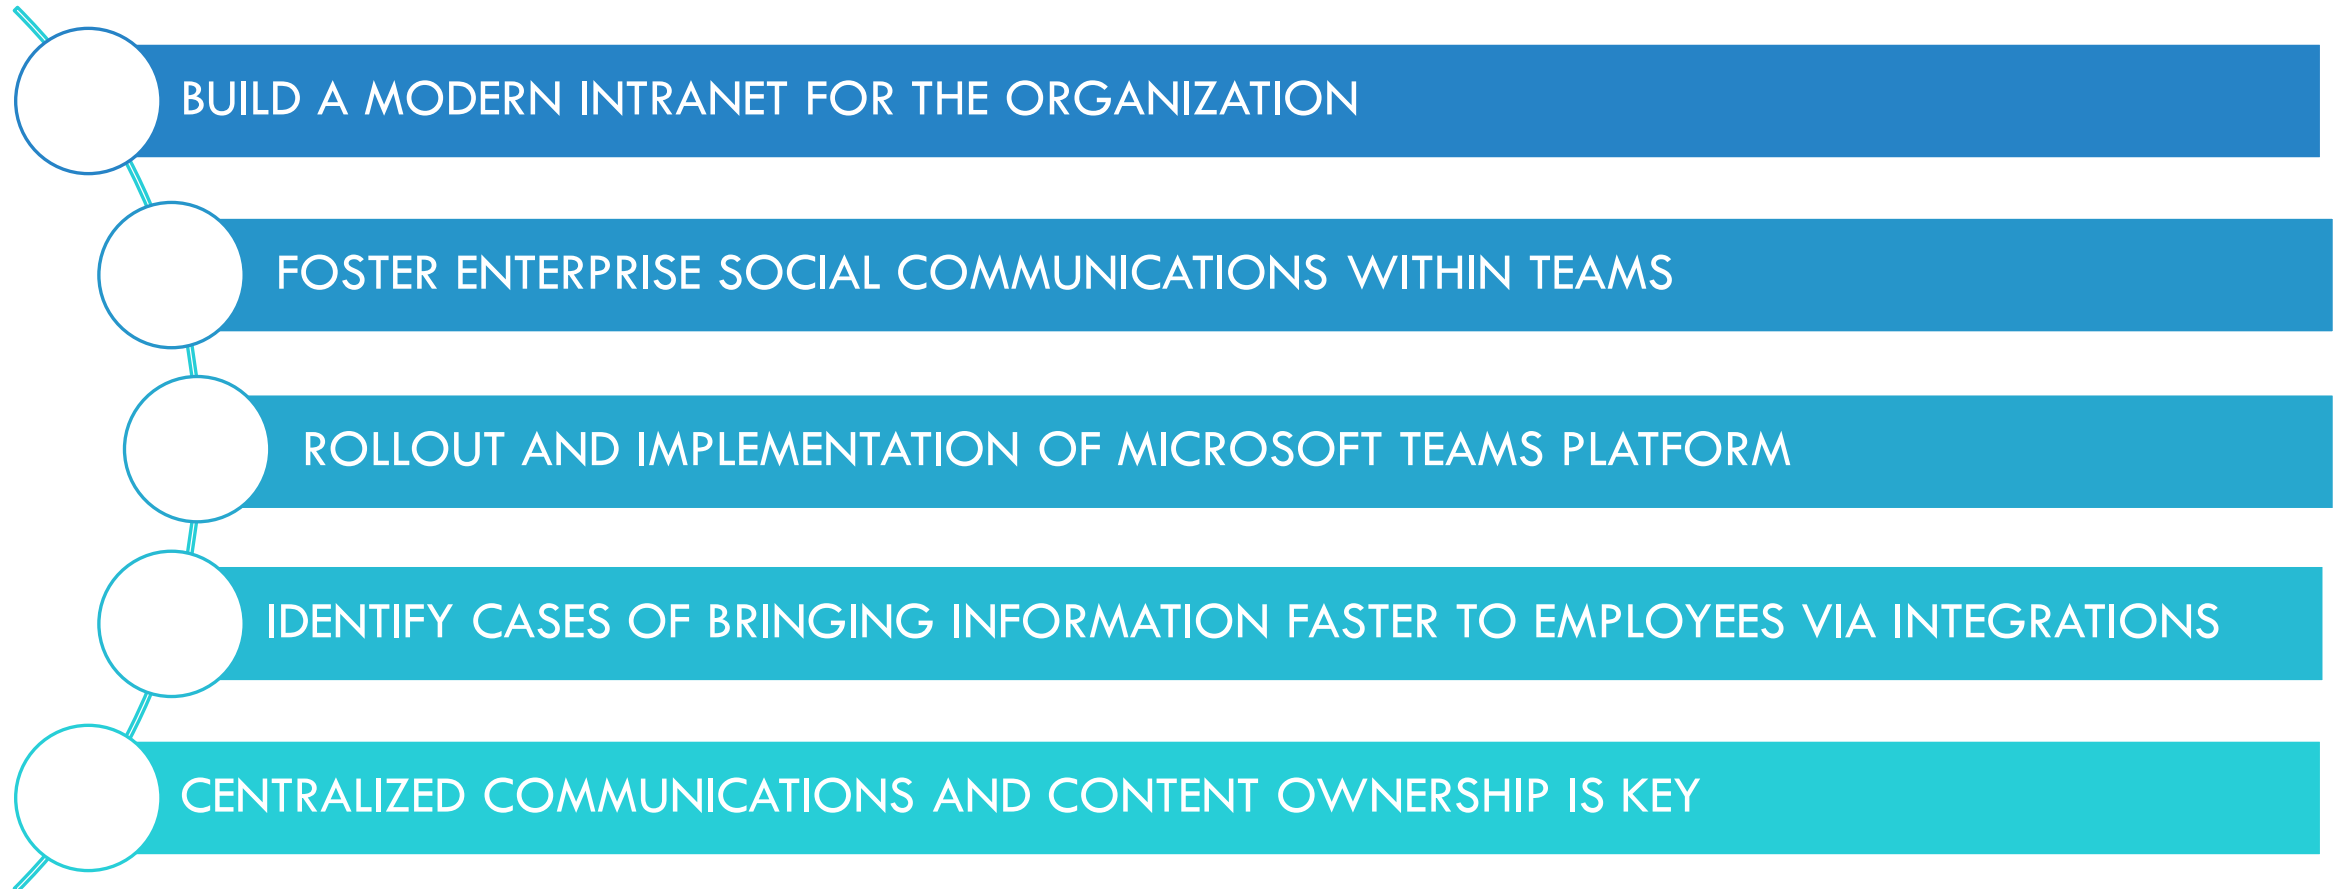 BUILD A MODERN INTRANET FOR THE ORGANIZATION
FOSTER ENTERPRISE SOCIAL COMMUNICATIONS WITHIN TEAMS
ROLLOUT AND IMPLEMENTATION OF MICROSOFT TEAMS PLATFORM
IDENTIFY CASES OF BRINGING INFORMATION FASTER TO EMPLOYEES VIA INTEGRATIONS
CENTRALIZED COMMUNICATIONS AND CONTENT OWNERSHIP IS KEY